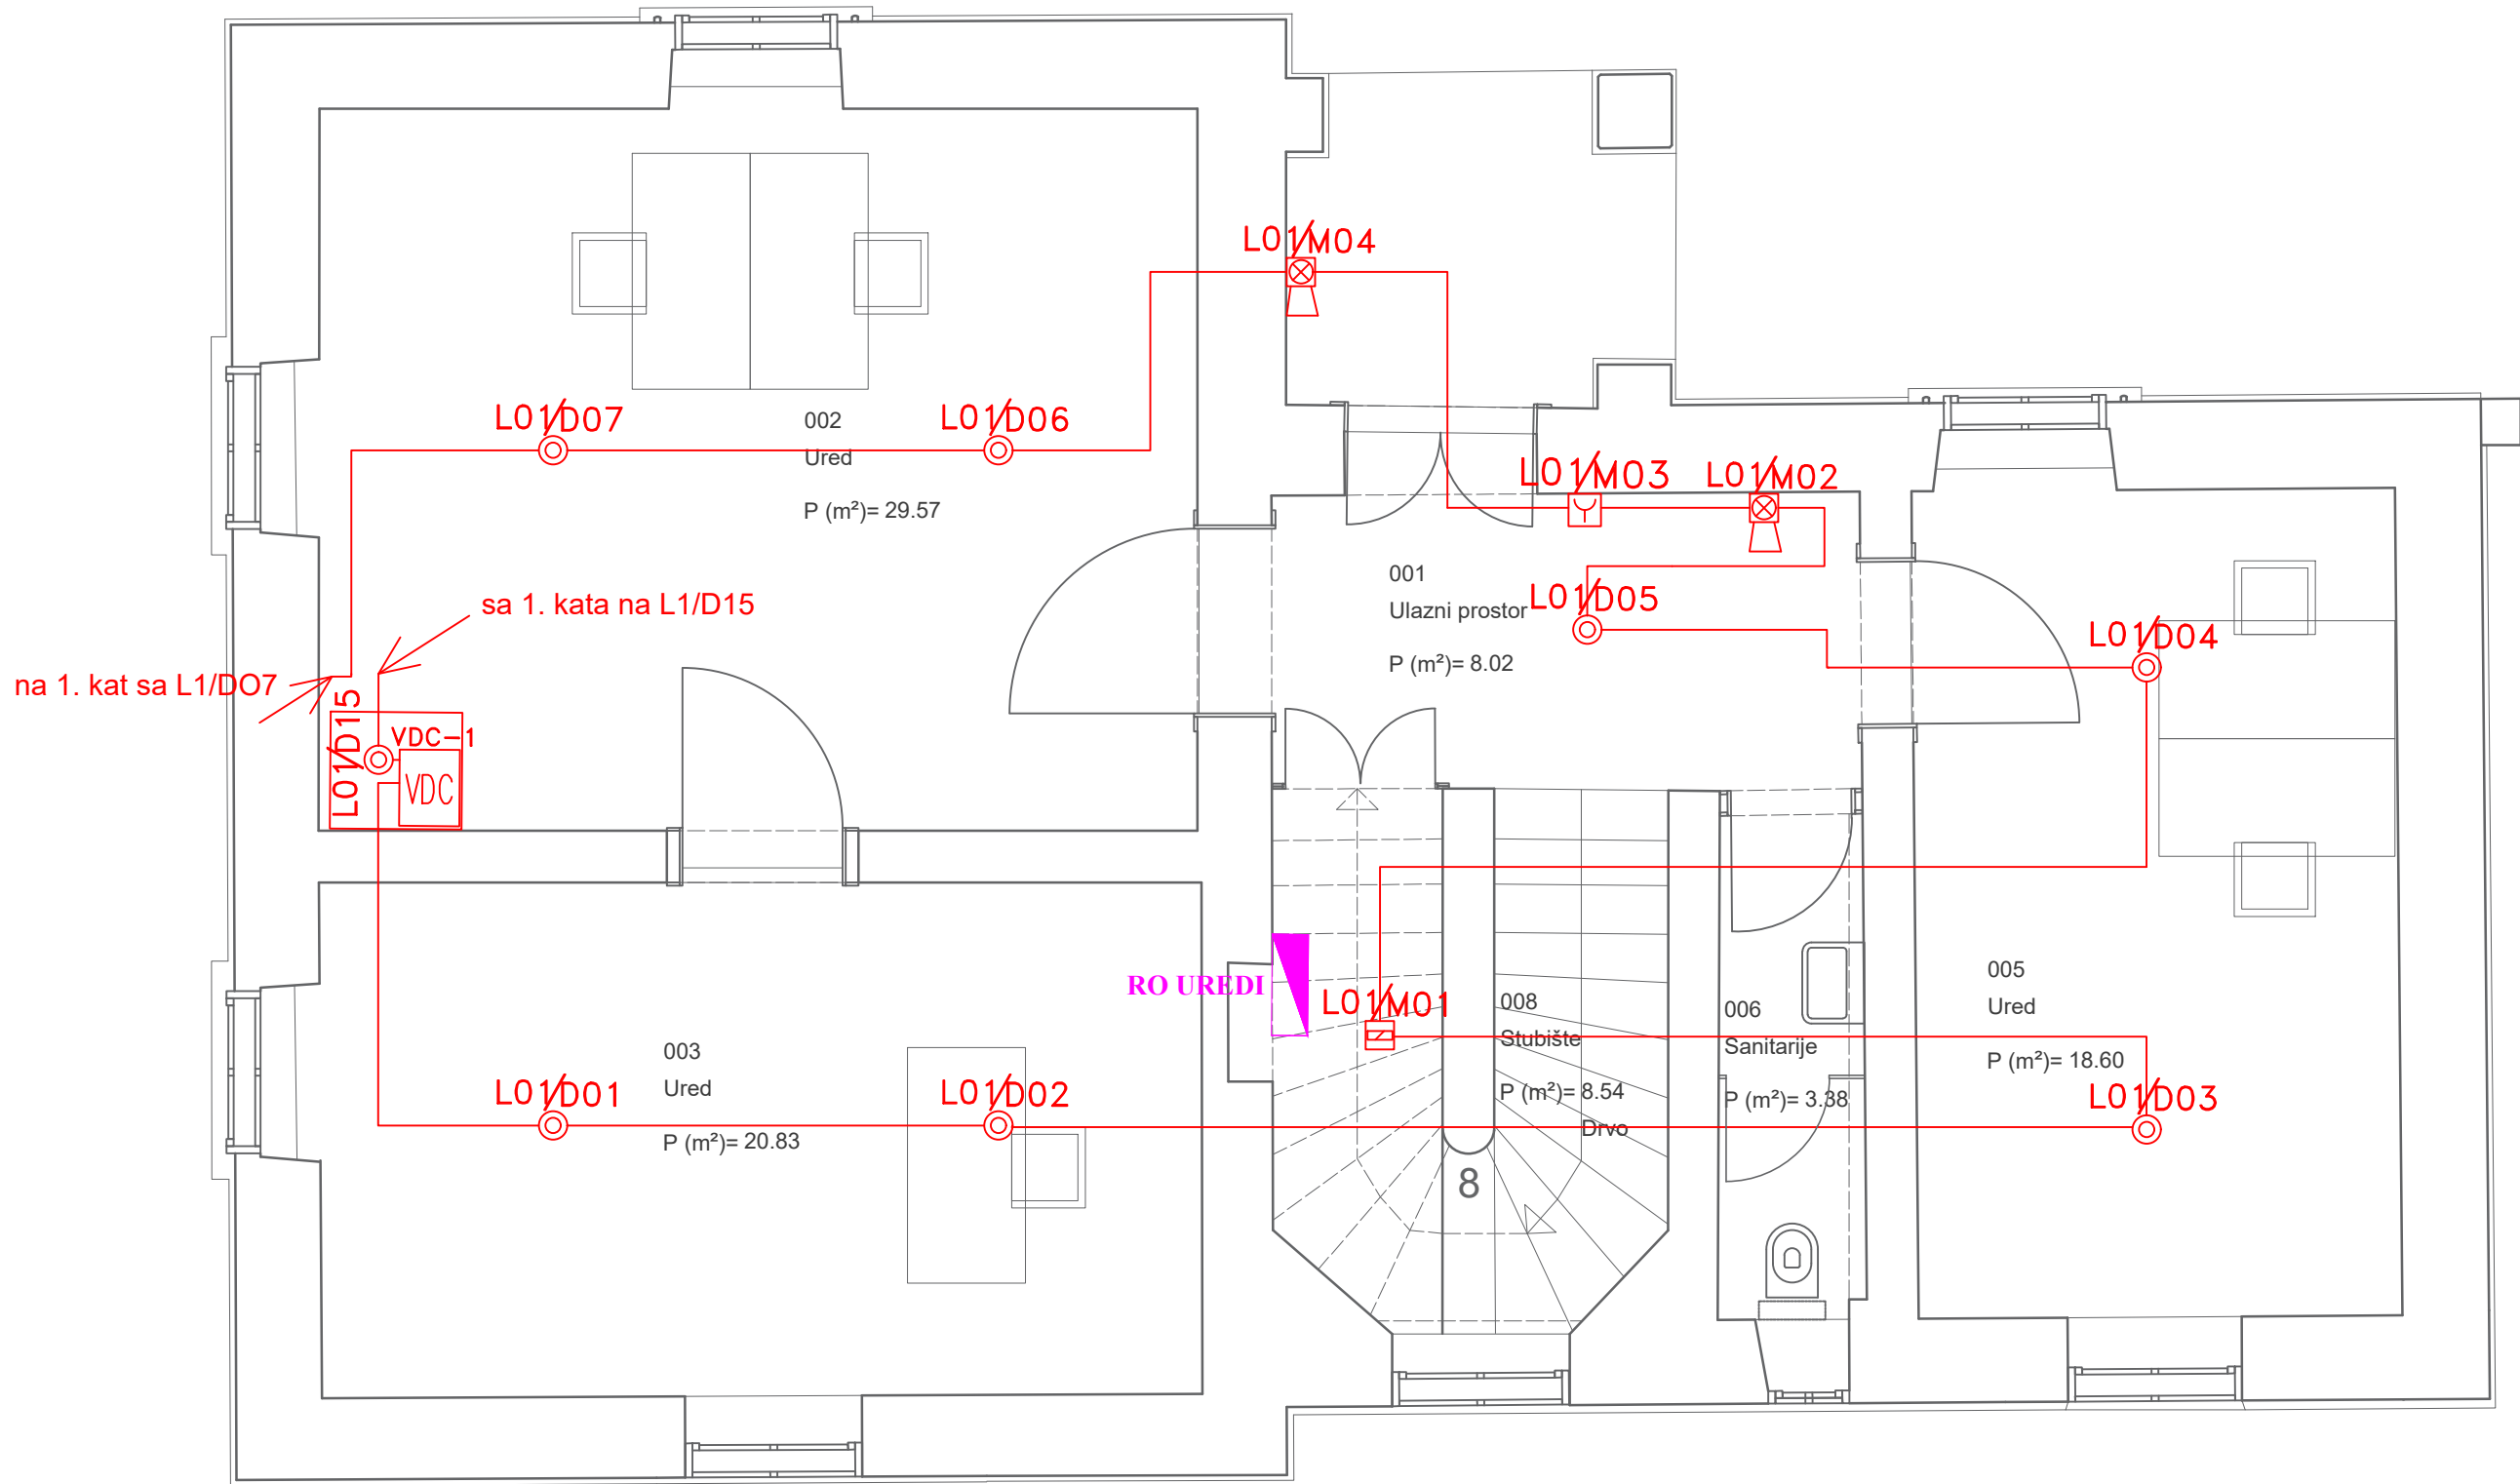 L01/M04
L01/D07
L01/D06
002
Ured
P (m²)= 29.57
L01/M03
L01/M02
sa 1. kata na L1/D15
001
Ulazni prostor
P (m²)= 8.02
L01/D05
L01/D04
na 1. kat sa L1/DO7
L01/D15
VDC-1
VDC
RO UREDI
L01/M01
008
Stubište
P (m²)= 8.54
Drvo
006
Sanitarije
P (m²)= 3.38
005
Ured
P (m²)= 18.60
003
Ured
P (m²)= 20.83
L01/D01
L01/D02
L01/D03
8